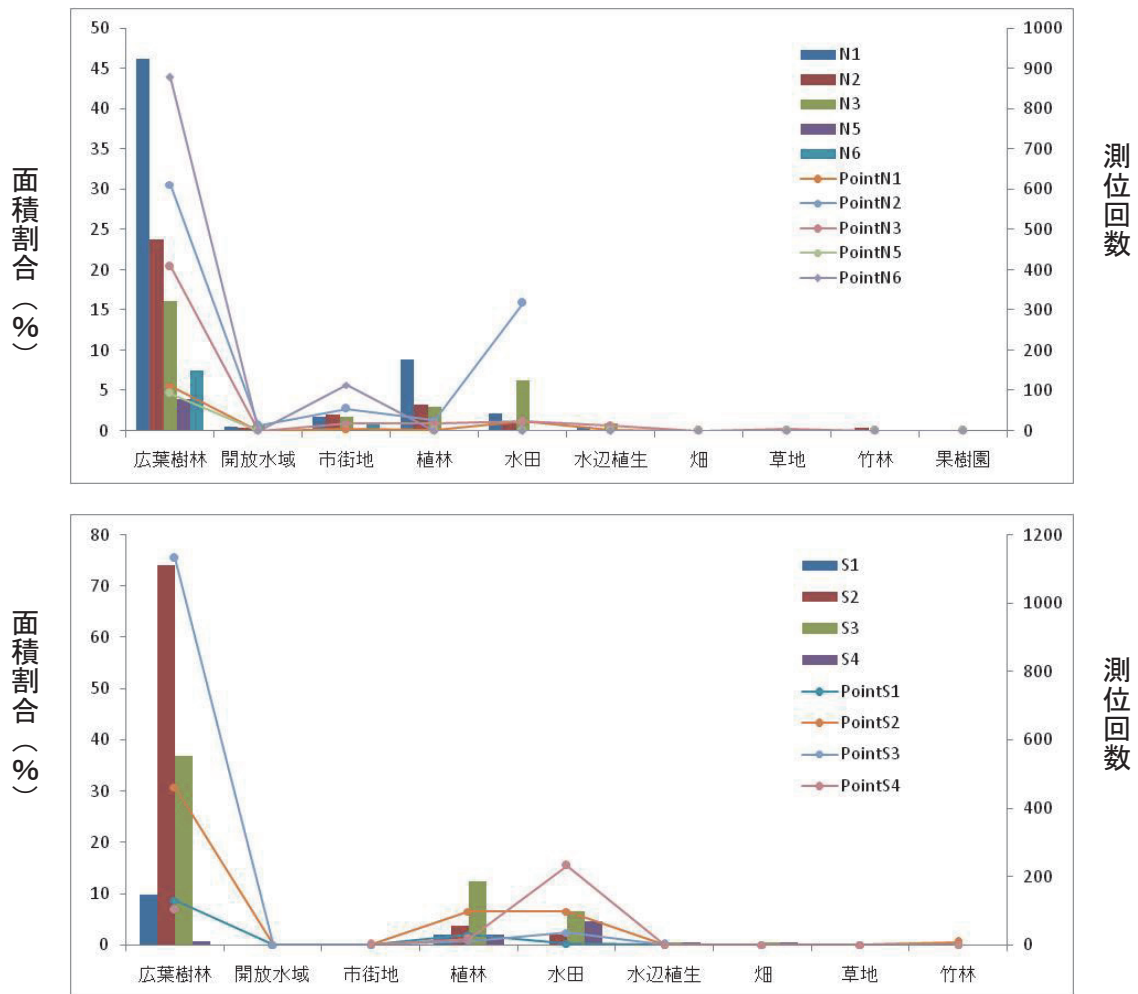 面積割合（%）
50
45
40
35
30
25
20
15
10
5
0
1000
900
800
700
600
500
400
300
200
100
0
測位回数
N1
N2
N3
N5
N6
PointN1
PointN2
PointN3
PointN5
PointN6
広葉樹林 開放水域 市街地 植林 水田 水辺植生 畑 草地 竹林 果樹園
面積割合（%）
80
70
60
50
40
30
20
10
0
1200
1000
800
600
400
200
0
測位回数
S1
S2
S3
S4
PointS1
PointS2
PointS3
PointS4
広葉樹林 開放水域 市街地 植林 水田 水辺植生 畑 草地 竹林